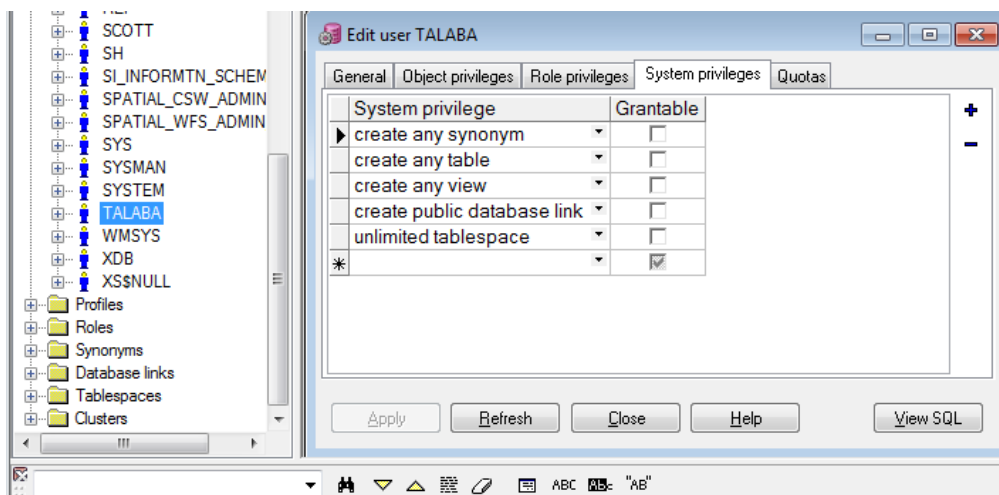 SCOTT
SH
SI_INFORMTN_SCHEM
SPATIAL_CSW_ADMIN
SPATIAL_WFS_ADMIN
SYS
SYSMAN
SYSTEM
TALABA
WMSYS
XDB
XS$NULL
Profiles
Roles
Synonyms
Database links
Tablespaces
Clusters
Edit user TALABA
General Object privileges Role privileges System privileges Quotas
System privilege Grantable
create any synonym
create any table
create any view
create public database link
unlimited tablespace
Apply Refresh Close Help View SQL
ABC AB "AB"